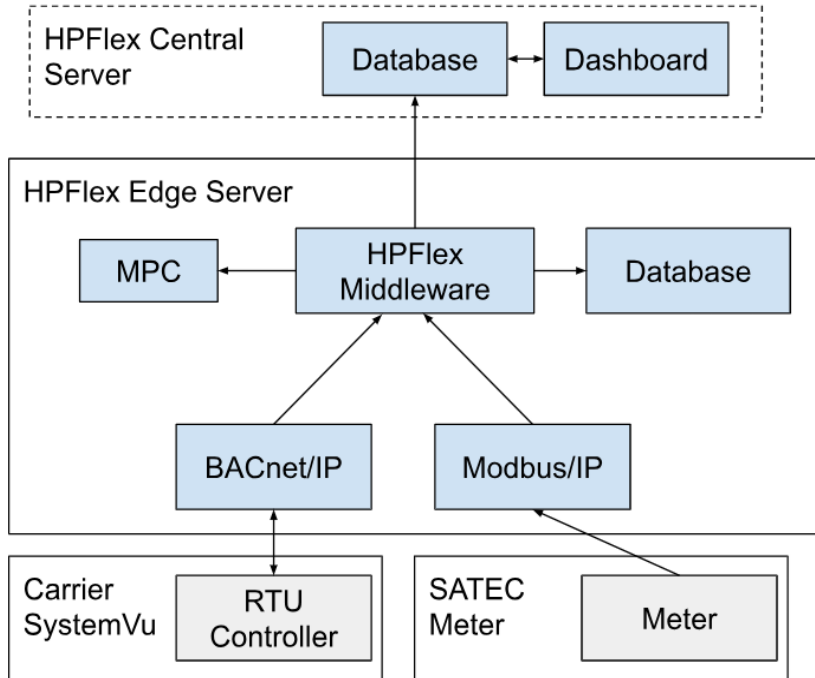 HPFlex Central
Server
Database
Dashboard
HPFlex Edge Server
MPC
HPFlex
Middleware
Database
BACnet/IP
Modbus/IP
Carrier
SystemVu
RTU
Controller
SATEC
Meter
Meter